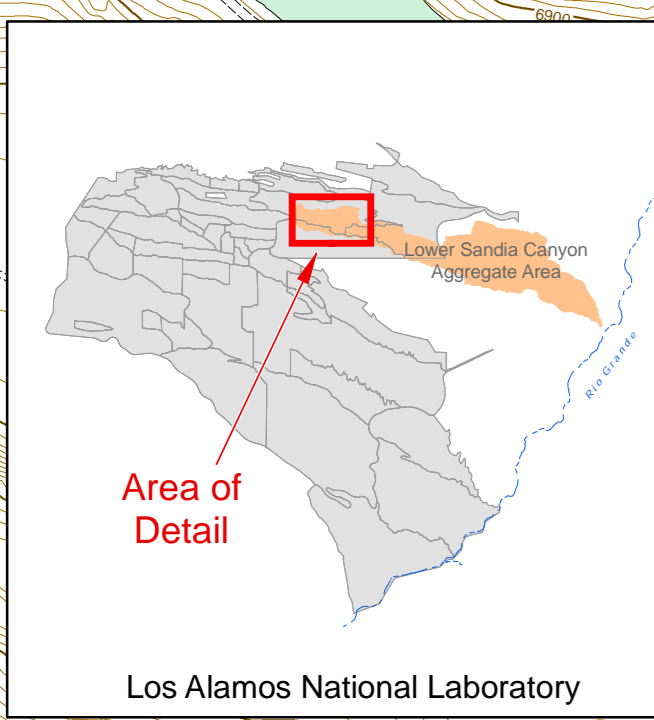 6900
Lower Sandia Canyon
Aggregate Area
Rio Grande
Area of
Detail
Los Alamos National Laboratory